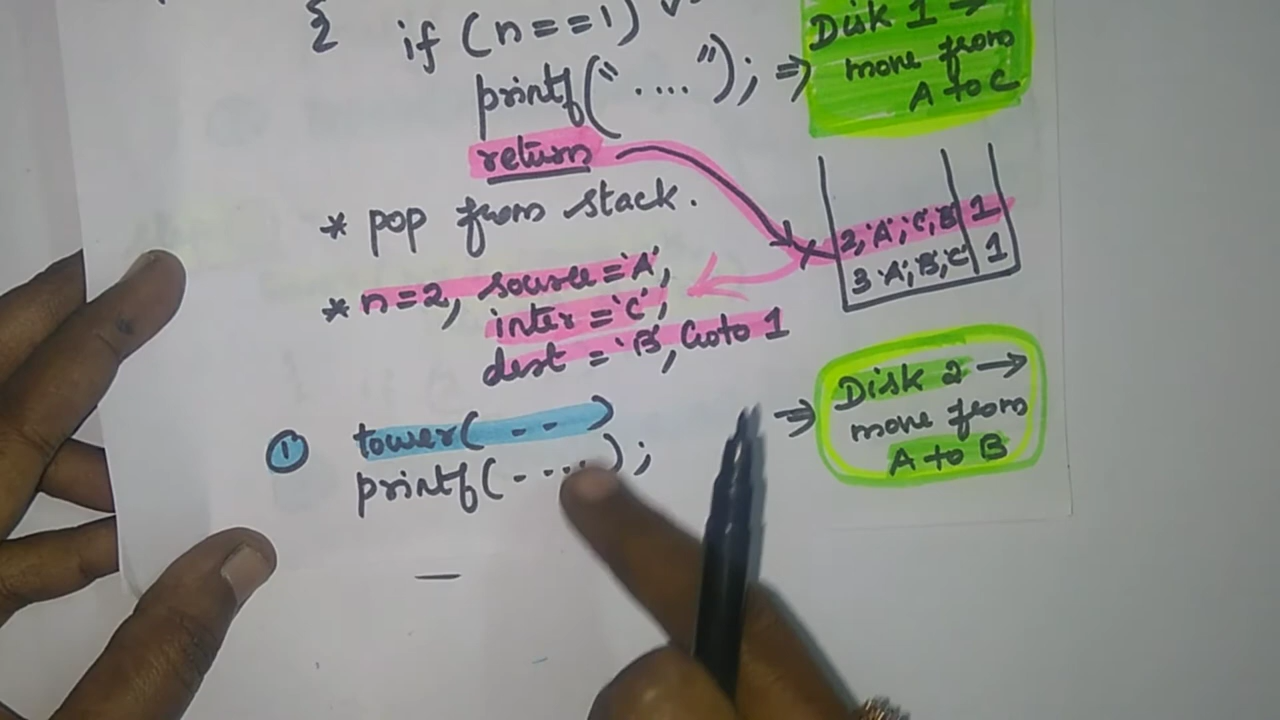 { if (n==1)
printf("....");
return
* pop from stack.
* n=2, source='A',
inter='C',
dest='B', Goto 1
① tower( - - )
printf(- - ..);
⇒ Disk 1 →
move from
A to C
2,'A','C','B' 1
3 'A','B','C' 1
⇒ Disk 2 →
move from
A to B